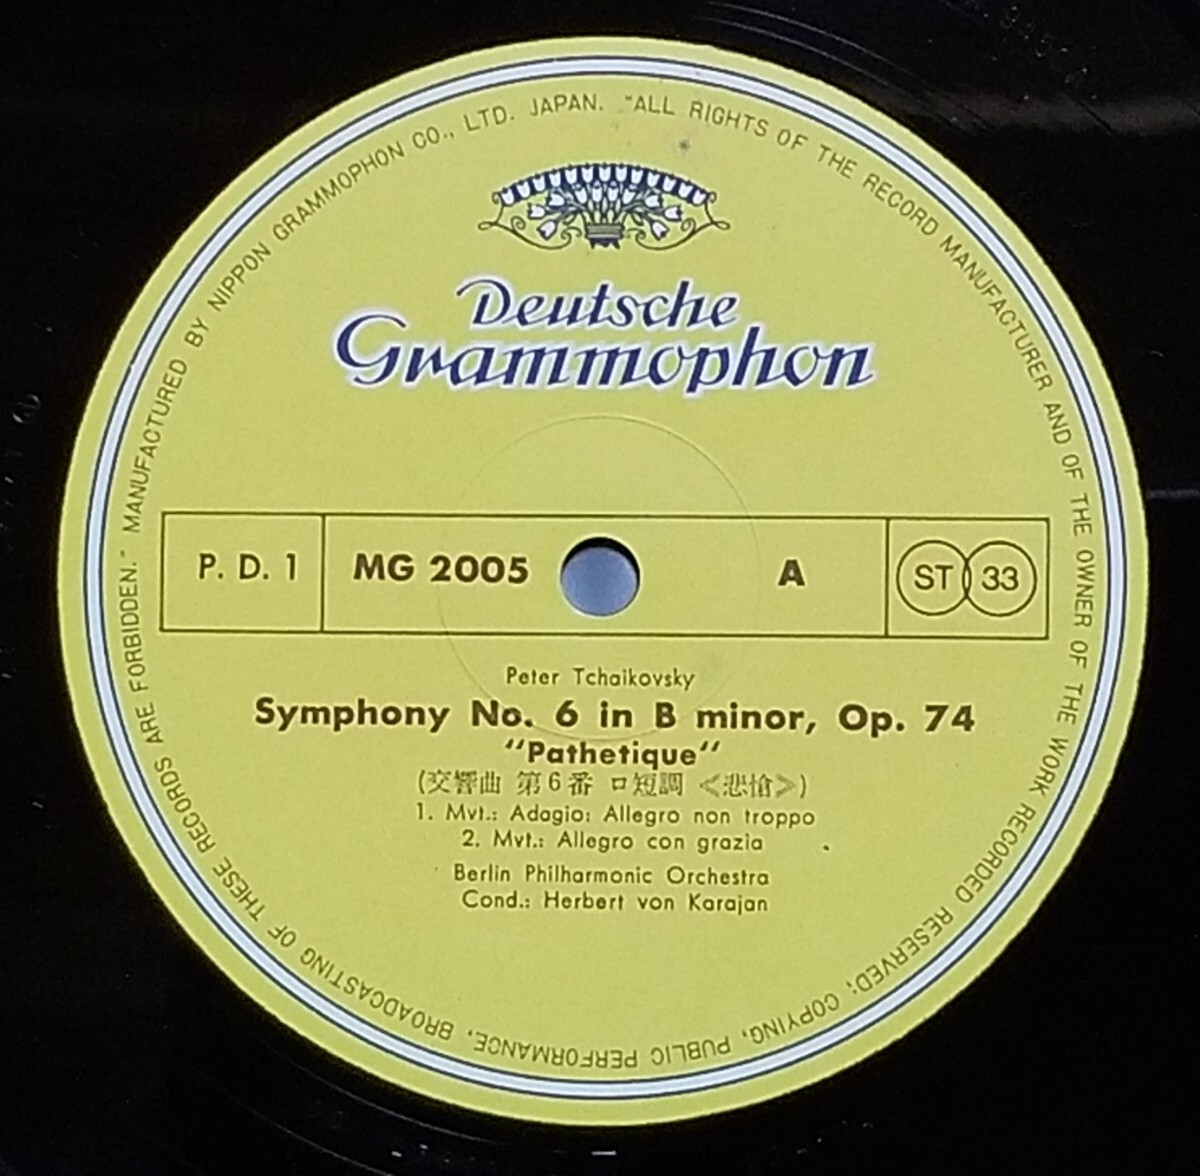 MANUFACTURED BY NIPPON GRAMMOPHON CO., LTD. JAPAN. "ALL RIGHTS OF THE RECORD MANUFACTURER AND OF THE OWNER OF THE WORK RECORDED RESERVED; COPYING, PUBLIC PERFORMANCE, BROADCASTING OF THESE RECORDS ARE FORBIDDEN."
Deutsche
Grammophon
P. D. 1 MG 2005 A ST 33
Peter Tchaikovsky
Symphony No. 6 in B minor, Op. 74
"Pathetique"
(交響曲 第6番 ロ短調 ≪悲愴≫)
1. Mvt.: Adagio: Allegro non troppo
2. Mvt.: Allegro con grazia
Berlin Philharmonic Orchestra
Cond.: Herbert von Karajan